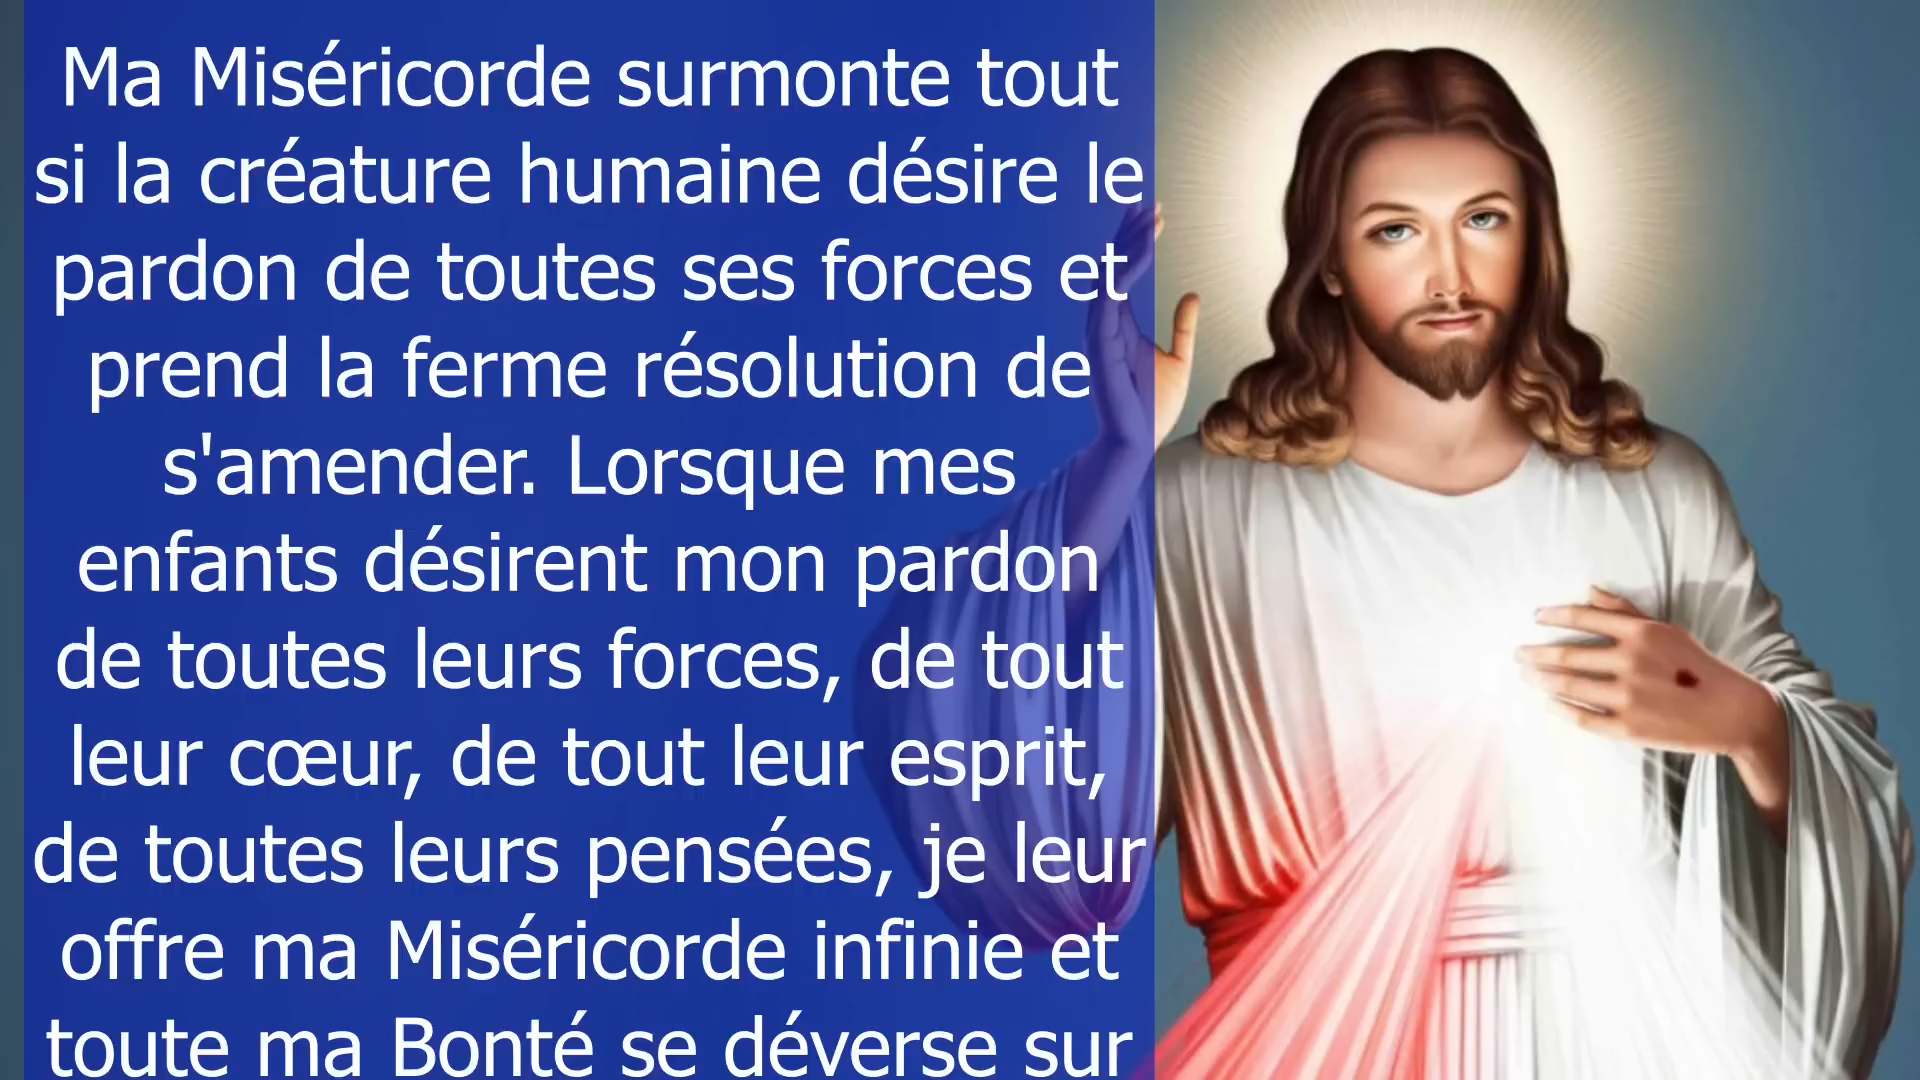 Ma Miséricorde surmonte tout
si la créature humaine désire le
pardon de toutes ses forces et
prend la ferme résolution de
s'amender. Lorsque mes
enfants désirent mon pardon
de toutes leurs forces, de tout
leur cœur, de tout leur esprit,
de toutes leurs pensées, je leur
offre ma Miséricorde infinie et
toute ma Bonté se déverse sur